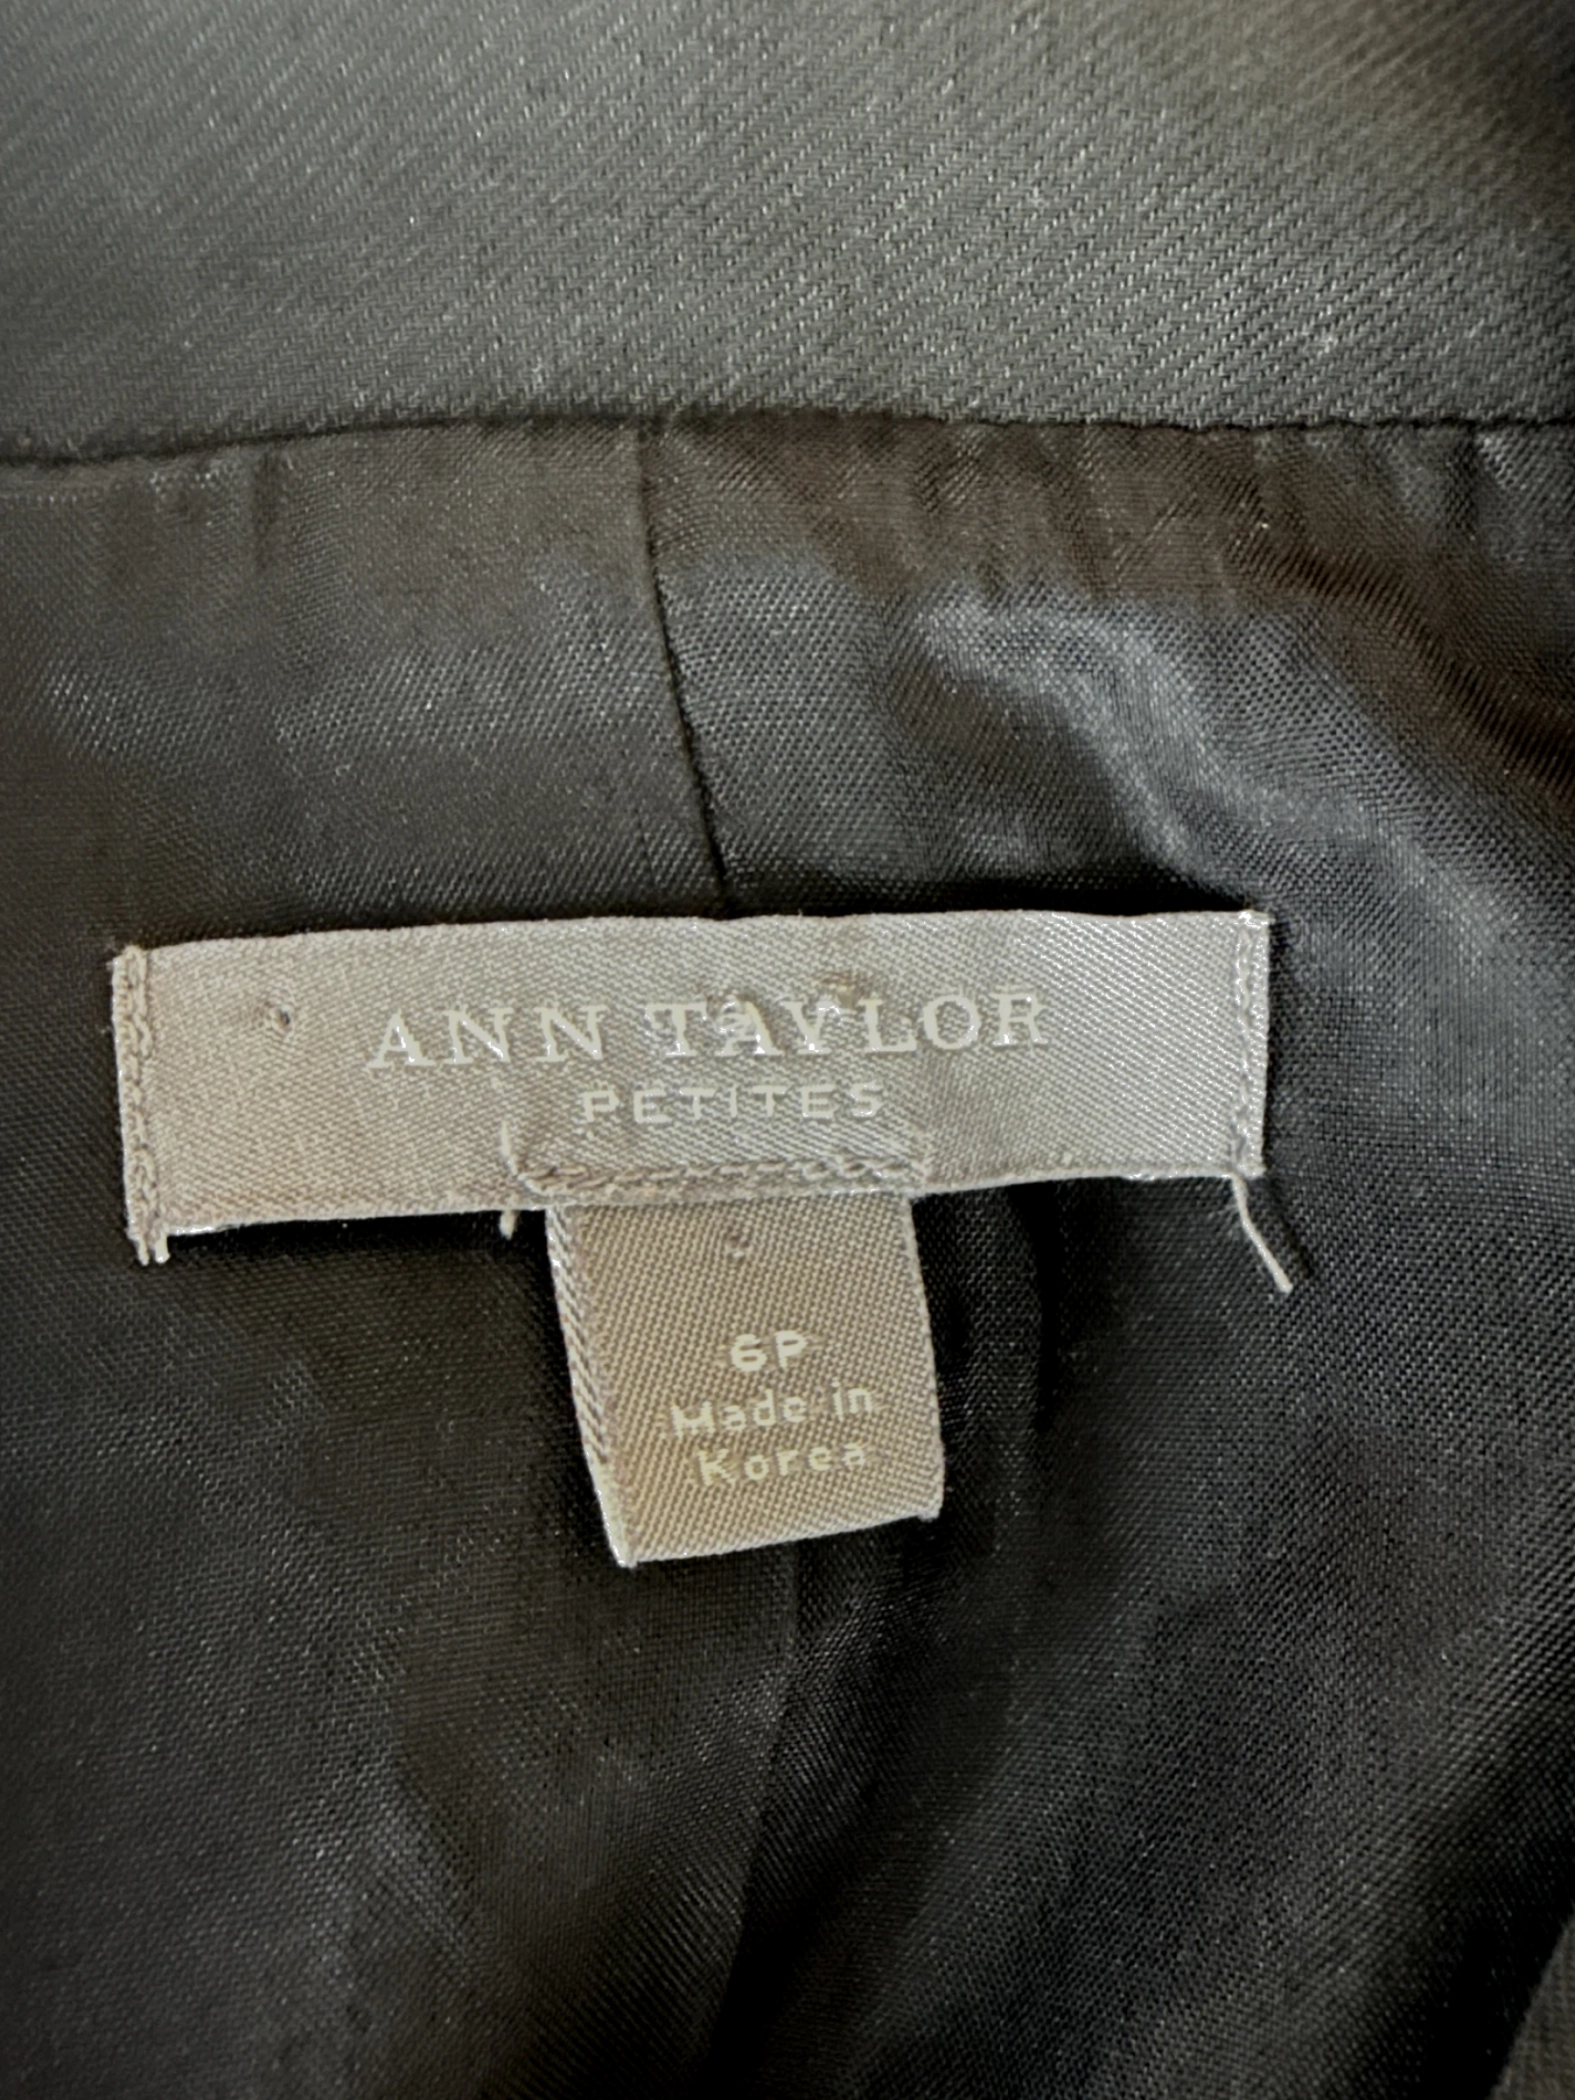 ANN TAYLOR
PETITES
6P
Made in
Korea